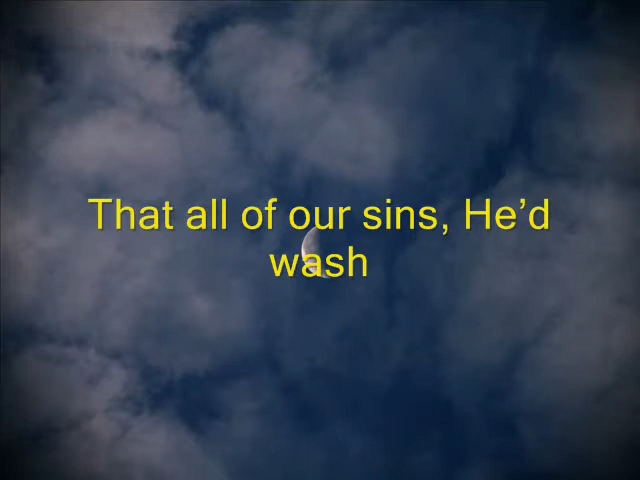 That all of our sins, He’d
wash